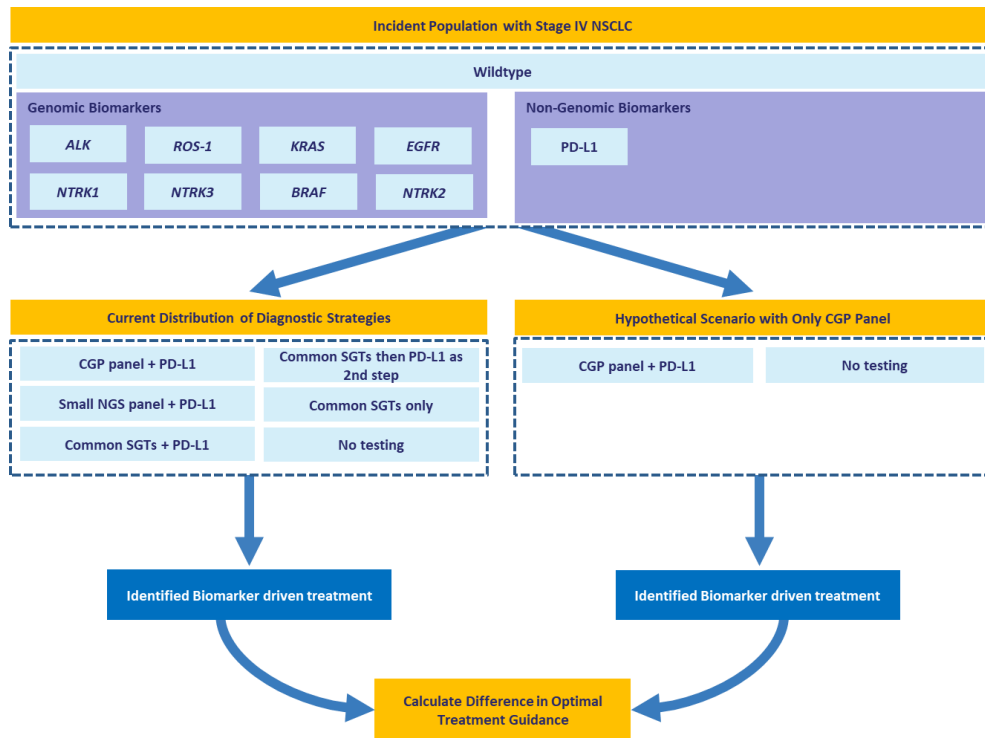 Incident Population with Stage IV NSCLC
Wildtype
Genomic Biomarkers
ALK
ROS-1
KRAS
EGFR
NTRK1
NTRK3
BRAF
NTRK2
Non-Genomic Biomarkers
PD-L1
Current Distribution of Diagnostic Strategies
CGP panel + PD-L1
Common SGTs then PD-L1 as
2nd step
Small NGS panel + PD-L1
Common SGTs only
Common SGTs + PD-L1
No testing
Hypothetical Scenario with Only CGP Panel
CGP panel + PD-L1
No testing
Identified Biomarker driven treatment
Identified Biomarker driven treatment
Calculate Difference in Optimal
Treatment Guidance